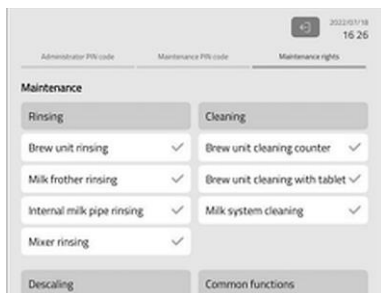 2022/07/18
16 26
Administrator PIN code
Maintenance PIN code
Maintenance rights
Maintenance
Rinsing
Cleaning
Brew unit rinsing
Brew unit cleaning counter
Milk frother rinsing
Brew unit cleaning with tablet
Internal milk pipe rinsing
Milk system cleaning
Mixer rinsing
Descaling
Common functions